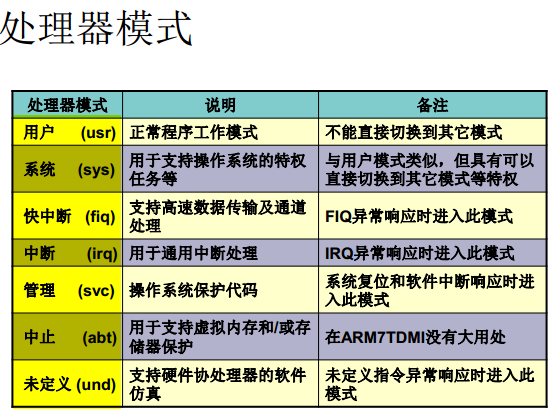 处理器模式
处理器模式 说明 备注
用户 (usr) 正常程序工作模式 不能直接切换到其它模式
系统 (sys) 用于支持操作系统的特权
任务等 与用户模式类似，但具有可以
直接切换到其它模式等特权
快中断 (fiq) 支持高速数据传输及通道
处理 FIQ异常响应时进入此模式
中断 (irq) 用于通用中断处理 IRQ异常响应时进入此模式
管理 (svc) 操作系统保护代码 系统复位和软件中断响应时进
入此模式
中止 (abt) 用于支持虚拟内存和/或存
储器保护 在ARM7TDMI没有大用处
未定义 (und) 支持硬件协处理器的软件
仿真 未定义指令异常响应时进入此
模式